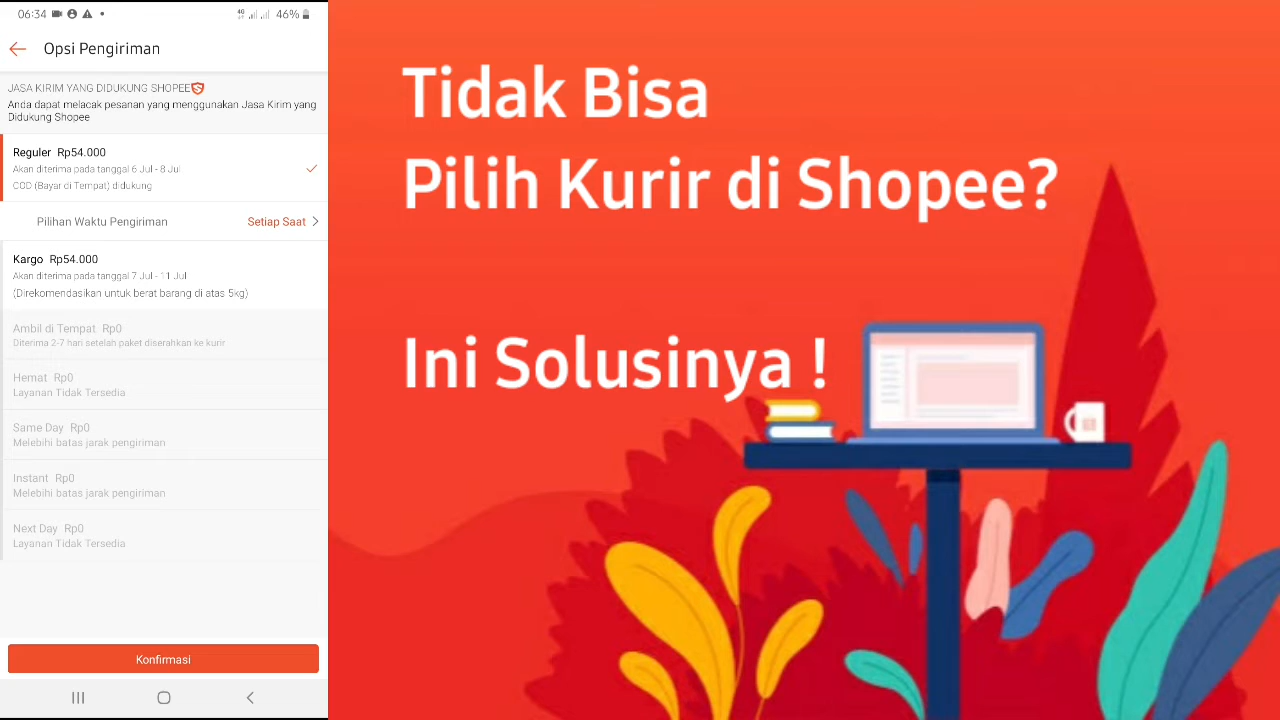 06:34
4G
46%
Opsi Pengiriman
JASA KIRIM YANG DIDUKUNG SHOPEE
Anda dapat melacak pesanan yang menggunakan Jasa Kirim yang
Didukung Shopee
Reguler Rp54.000
Akan diterima pada tanggal 6 Jul - 8 Jul
COD (Bayar di Tempat) didukung
Pilihan Waktu Pengiriman
Setiap Saat
Kargo Rp54.000
Akan diterima pada tanggal 7 Jul - 11 Jul
(Direkomendasikan untuk berat barang di atas 5kg)
Ambil di Tempat Rp0
Diterima 2-7 hari setelah paket diserahkan ke kurir
Hemat Rp0
Layanan Tidak Tersedia
Same Day Rp0
Melebihi batas jarak pengiriman
Instant Rp0
Melebihi batas jarak pengiriman
Next Day Rp0
Layanan Tidak Tersedia
Konfirmasi
Tidak Bisa
Pilih Kurir di Shopee?
Ini Solusinya !